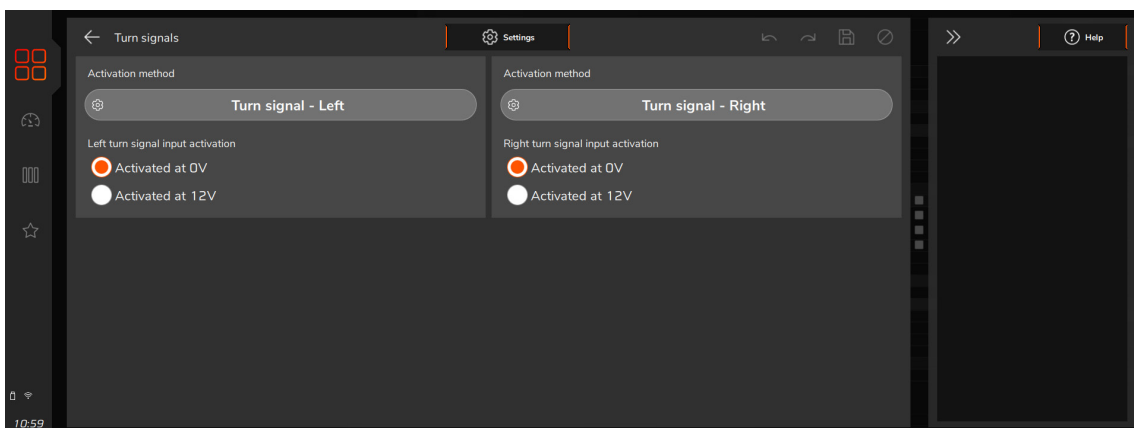 Turn signals
Settings
Help
Activation method
Turn signal - Left
Left turn signal input activation
Activated at 0V
Activated at 12V
Activation method
Turn signal - Right
Right turn signal input activation
Activated at 0V
Activated at 12V
10:59